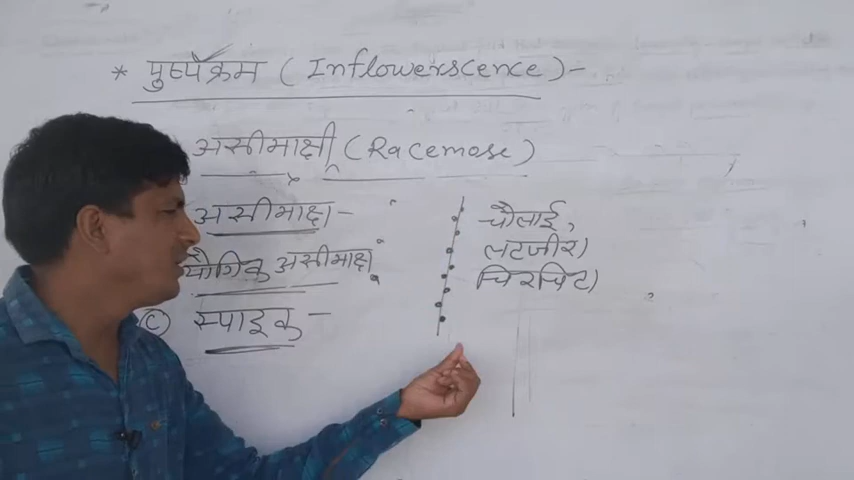 * पुष्पक्रम ( Inflowerscence ) -
असीमाक्षी ( Racemose )
असीमाक्ष -
यौगिक असीमाक्ष
(C) स्पाइक -
चौलाई,
लटजीरा
चिरचिटा